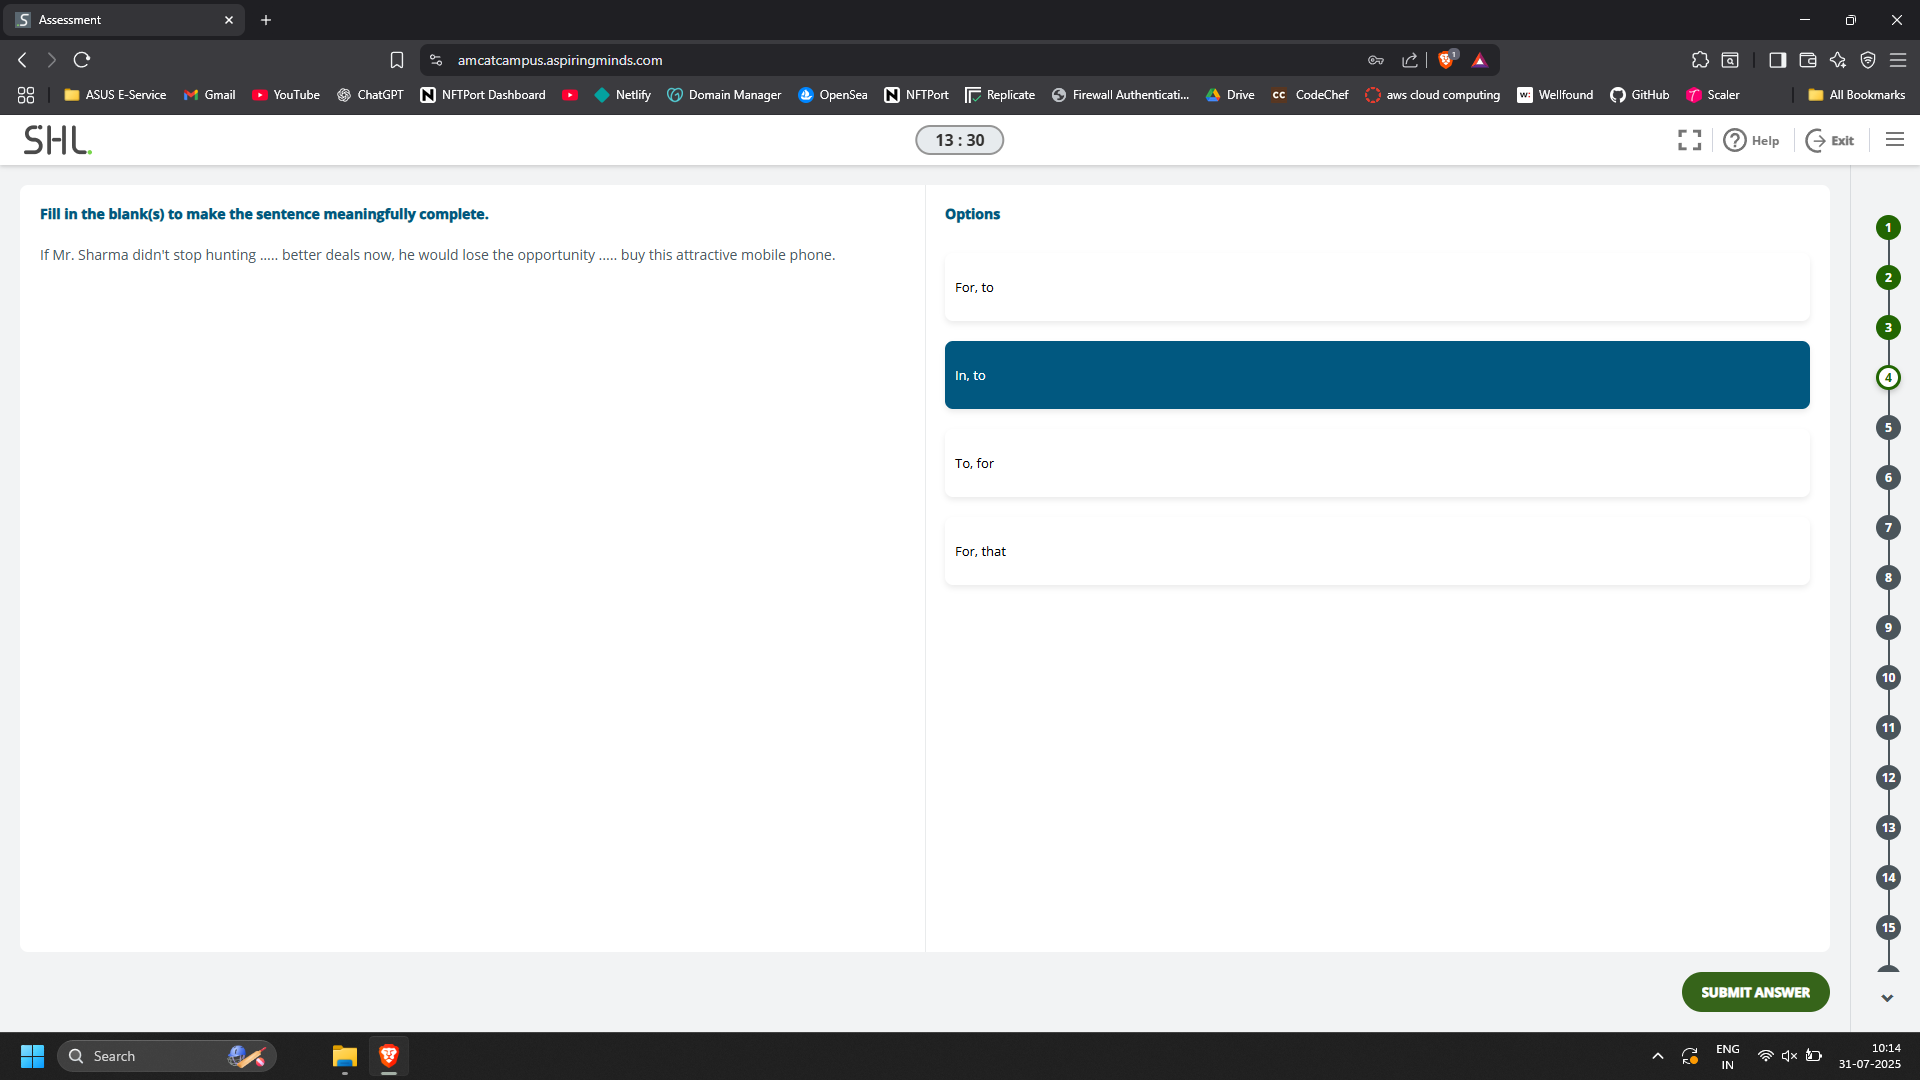 Assessment
amcatcampus.aspiringminds.com
1
ASUS E-Service
Gmail
YouTube
ChatGPT
NFTPort Dashboard
Netlify
Domain Manager
OpenSea
NFTPort
Replicate
Firewall Authenticati...
Drive
CC CodeChef
aws cloud computing
w: Wellfound
GitHub
Scaler
All Bookmarks
SHL.
13 : 30
Help
Exit
Fill in the blank(s) to make the sentence meaningfully complete.
If Mr. Sharma didn't stop hunting ..... better deals now, he would lose the opportunity ..... buy this attractive mobile phone.
Options
For, to
In, to
To, for
For, that
1
2
3
4
5
6
7
8
9
10
11
12
13
14
15
SUBMIT ANSWER
Search
ENG
IN
10:14
31-07-2025